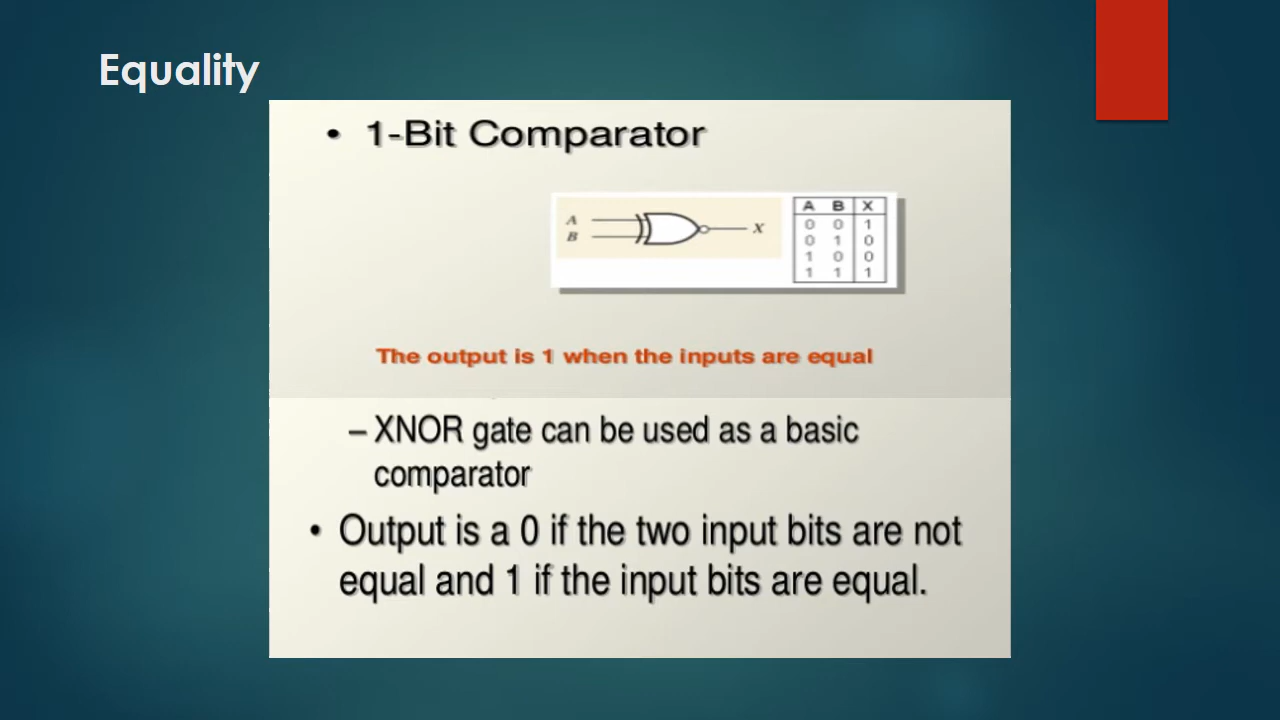 Equality
• 1-Bit Comparator
A
B
X
A B X
0 0 1
0 1 0
1 0 0
1 1 1
The output is 1 when the inputs are equal
– XNOR gate can be used as a basic
comparator
• Output is a 0 if the two input bits are not
equal and 1 if the input bits are equal.